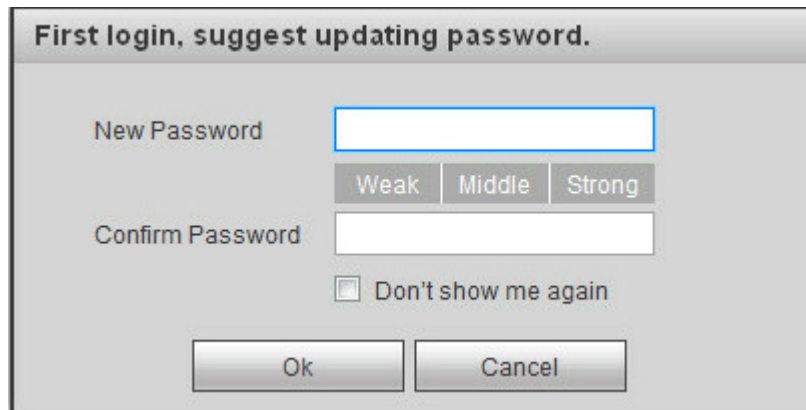 First login, suggest updating password.
New Password
Weak Middle Strong
Confirm Password
Don't show me again
Ok Cancel